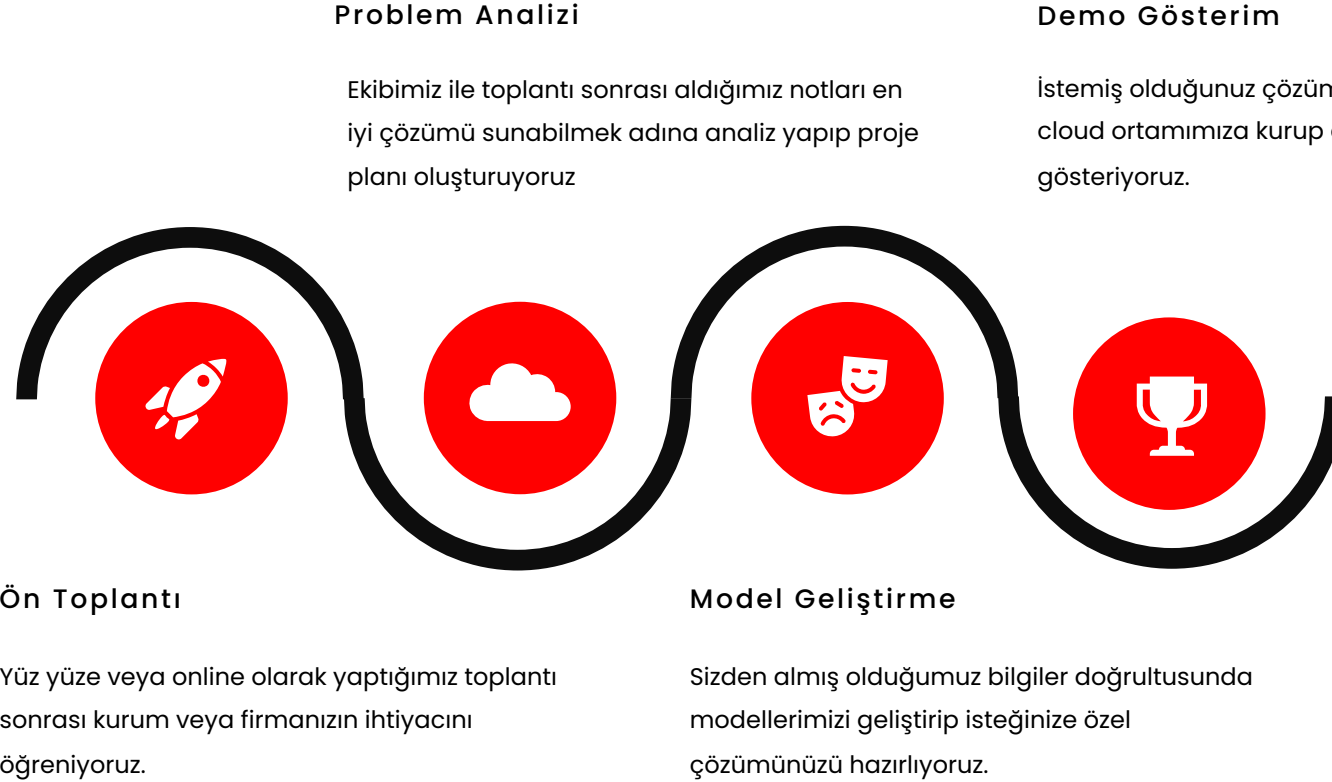 Problem Analizi
Ekibimiz ile toplantı sonrası aldığımız notları en
iyi çözümü sunabilmek adına analiz yapıp proje
planı oluşturuyoruz
Demo Gösterim
İstemiş olduğunuz
cloud ortamımıza kurup
gösteriyoruz.
Ön Toplantı
Yüz yüze veya online olarak yaptığımız toplantı
sonrası kurum veya firmanızın ihtiyacını
öğreniyoruz.
Model Geliştirme
Sizden almış olduğumuz bilgiler doğrultusunda
modellerimizi geliştirip isteğinize özel
çözümünüzü hazırlıyoruz.